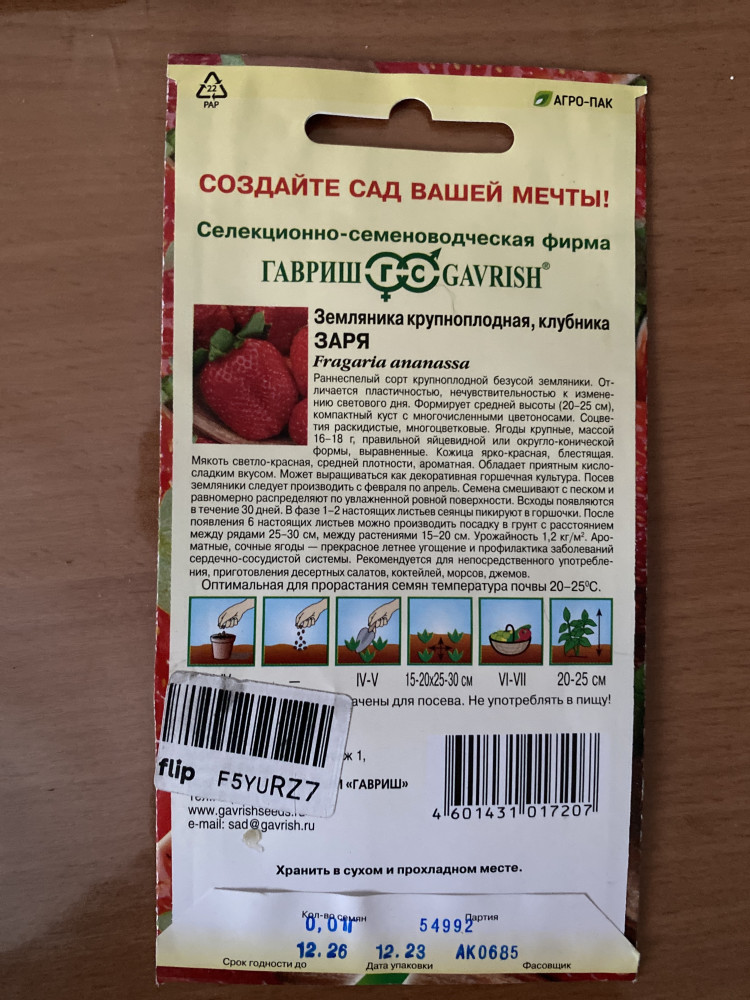 22
PAP
АГРО-ПАК
СОЗДАЙТЕ САД ВАШЕЙ МЕЧТЫ!
Селекционно-семеноводческая фирма
ГАВРИШ Г-С GAVRISH®
Земляника крупноплодная, клубника
ЗАРЯ
Fragaria ananassa
Раннеспелый сорт крупноплодной безусой земляники. От-
личается пластичностью, нечувствительностью к измене-
нию светового дня. Формирует средней высоты (20–25 см),
компактный куст с многочисленными цветоносами. Соцве-
тия раскидистые, многоцветковые. Ягоды крупные, массой
16–18 г, правильной яйцевидной или округло-конической
формы, выравненные. Кожица ярко-красная, блестящая.
Мякоть светло-красная, средней плотности, ароматная. Обладает приятным кисло-
сладким вкусом. Может выращиваться как декоративная горшечная культура. Посев
земляники следует производить с февраля по апрель. Семена смешивают с песком и
равномерно распределяют по увлажненной ровной поверхности. Всходы появляются
в течение 30 дней. В фазе 1–2 настоящих листьев сеянцы пикируют в горшочки. После
появления 6 настоящих листьев можно производить посадку в грунт с расстоянием
между рядами 25–30 см, между растениями 15–20 см. Урожайность 1,2 кг/м². Аро-
матные, сочные ягоды — прекрасное летнее угощение и профилактика заболеваний
сердечно-сосудистой системы. Рекомендуется для непосредственного употребле-
ния, приготовления десертных салатов, коктейлей, морсов, джемов.
Оптимальная для прорастания семян температура почвы 20–25°С.
— IV-V 15-20x25-30 см VI-VII 20-25 см
ачены для посева. Не употреблять в пищу!
ж 1,
и «ГАВРИШ»
flip F5YURZ7
www.gavrishseeds.ru
e-mail: sad@gavrish.ru
4 601431 017207
Хранить в сухом и прохладном месте.
Кол-во семян Партия
0,01г 54992
12.26 12.23 АК0685
Срок годности до Дата упаковки Фасовщик